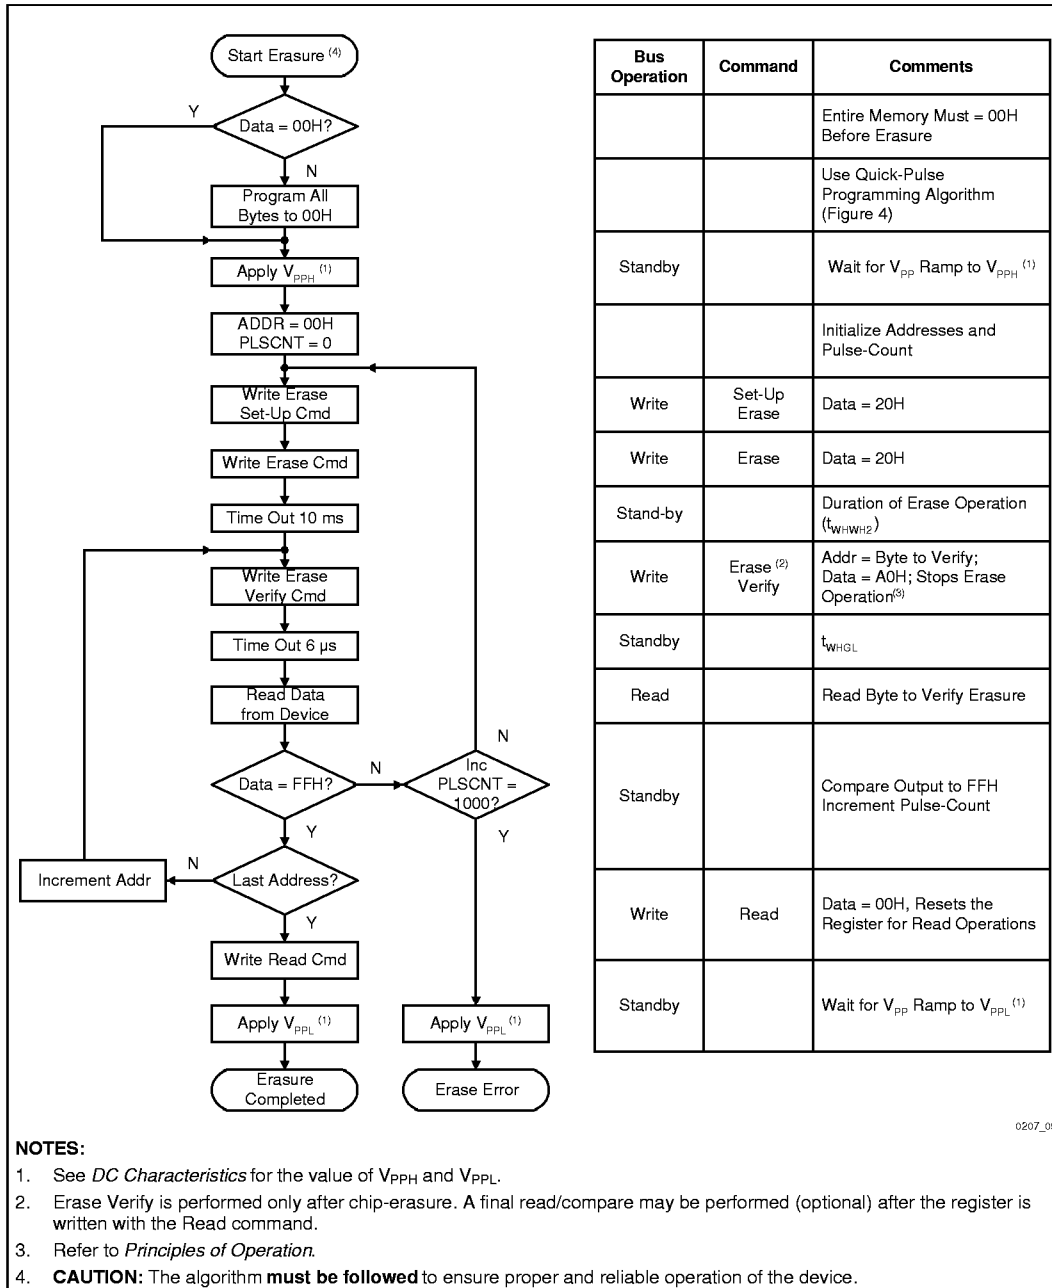 Start Erasure (4)
Y
Data = 00H?
N
Program All
Bytes to 00H
Apply VPPH (1)
ADDR = 00H
PLSCNT = 0
Write Erase
Set-Up Cmd
Write Erase Cmd
Time Out 10 ms
Write Erase
Verify Cmd
Time Out 6 µs
Read Data
from Device
N
Data = FFH?
N
Inc
PLSCNT =
1000?
Y
Y
Increment Addr
N
Last Address?
Y
Write Read Cmd
Apply VPPL (1)
Apply VPPL (1)
Erasure
Completed
Erase Error
Bus
Operation
Command
Comments
Entire Memory Must = 00H
Before Erasure
Use Quick-Pulse
Programming Algorithm
(Figure 4)
Standby
Wait for VPP Ramp to VPPH (1)
Initialize Addresses and
Pulse-Count
Write
Set-Up
Erase
Data = 20H
Write
Erase
Data = 20H
Stand-by
Duration of Erase Operation
(tWHWH2)
Write
Erase (2)
Verify
Addr = Byte to Verify;
Data = A0H; Stops Erase
Operation(3)
Standby
tWHGL
Read
Read Byte to Verify Erasure
Standby
Compare Output to FFH
Increment Pulse-Count
Write
Read
Data = 00H, Resets the
Register for Read Operations
Standby
Wait for VPP Ramp to VPPL (1)
NOTES:
1. See DC Characteristics for the value of VPPH and VPPL.
2. Erase Verify is performed only after chip-erasure. A final read/compare may be performed (optional) after the register is
written with the Read command.
3. Refer to Principles of Operation.
4. CAUTION: The algorithm must be followed to ensure proper and reliable operation of the device.